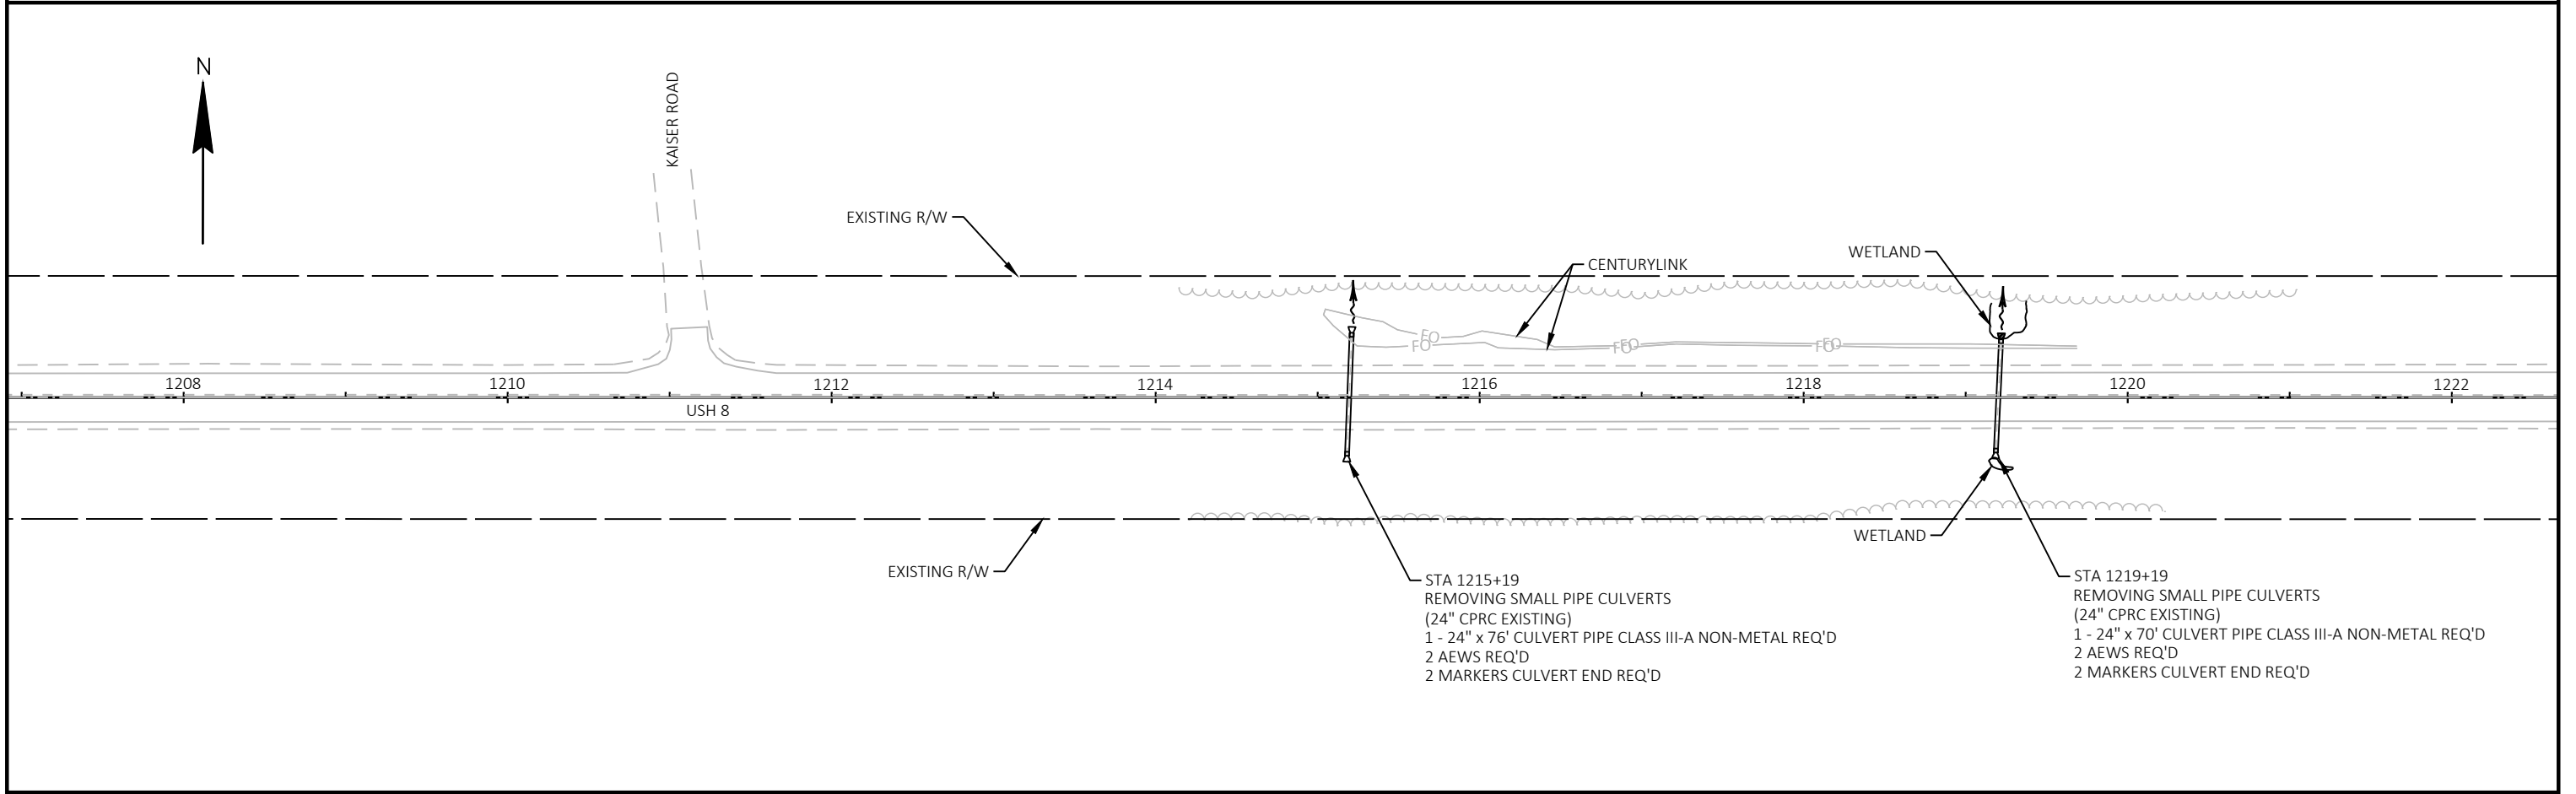 N
KAISER ROAD
EXISTING R/W
CENTURYLINK
WETLAND
FO
FO
FO
FO
FO
FO
1208
1210
1212
1214
1216
1218
1220
1222
USH 8
EXISTING R/W
WETLAND
STA 1215+19
REMOVING SMALL PIPE CULVERTS
(24" CPRC EXISTING)
1 - 24" x 76' CULVERT PIPE CLASS III-A NON-METAL REQ'D
2 AEWS REQ'D
2 MARKERS CULVERT END REQ'D
STA 1219+19
REMOVING SMALL PIPE CULVERTS
(24" CPRC EXISTING)
1 - 24" x 70' CULVERT PIPE CLASS III-A NON-METAL REQ'D
2 AEWS REQ'D
2 MARKERS CULVERT END REQ'D